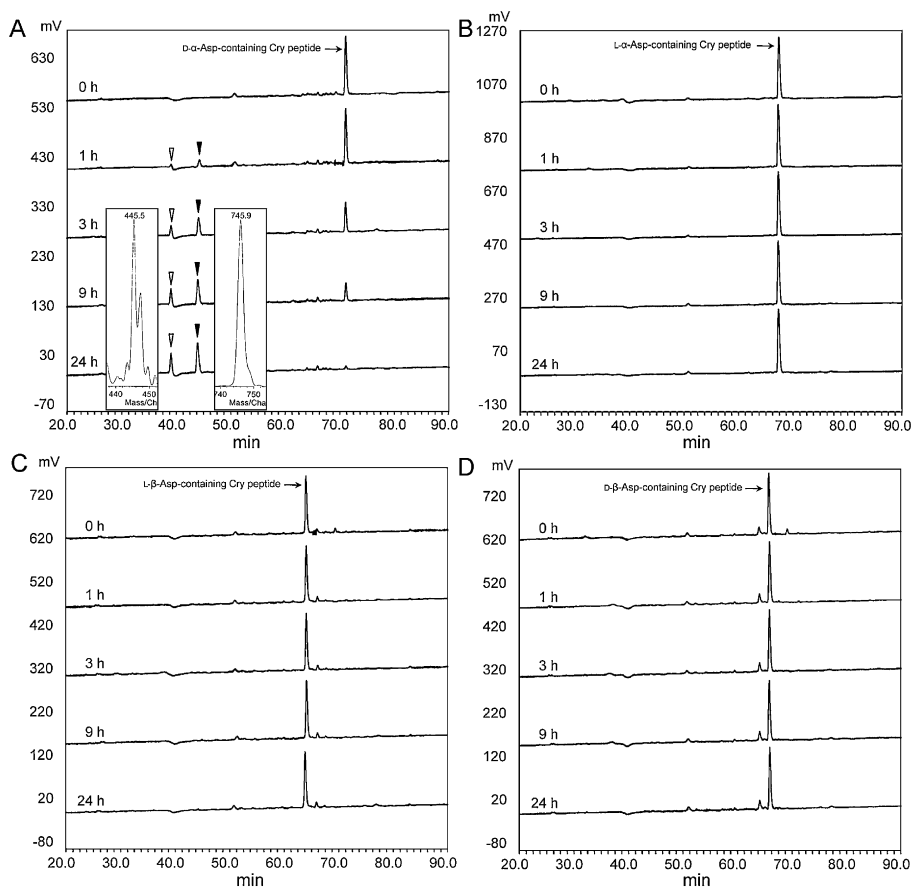 A
mV
630
530
430
330
230
130
30
-70
D-α-Asp-containing Cry peptide
0 h
1 h
3 h
9 h
24 h
445.5
440 450
Mass/Ch
745.9
740 750
Mass/Cha
20.0 30.0 40.0 50.0 60.0 70.0 80.0 90.0
min
B
mV
1270
1070
870
670
470
270
70
-130
L-α-Asp-containing Cry peptide
0 h
1 h
3 h
9 h
24 h
20.0 30.0 40.0 50.0 60.0 70.0 80.0 90.0
min
C
mV
720
620
520
420
320
220
120
20
-80
L-β-Asp-containing Cry peptide
0 h
1 h
3 h
9 h
24 h
20.0 30.0 40.0 50.0 60.0 70.0 80.0 90.0
min
D
mV
720
620
520
420
320
220
120
20
-80
D-β-Asp-containing Cry peptide
0 h
1 h
3 h
9 h
24 h
20.0 30.0 40.0 50.0 60.0 70.0 80.0 90.0
min